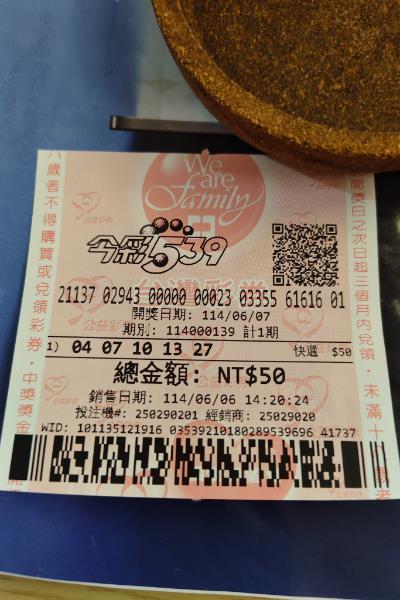 We are Family
今彩539
21137 02943 00000 00023 03355 61616 01
開獎日期: 114/06/07
期別: 114000139 計1期
1) 04 07 10 13 27 快選 $50
總金額: NT$50
銷售日期: 114/06/06 14:20:24
投注機#: 250290201 經銷商: 25029020
WID: 101135121916 03539210180289539696 41737
八歲者不得購買或兌領彩券·中獎獎金
開獎日之次日起三個月內兌領·未滿十